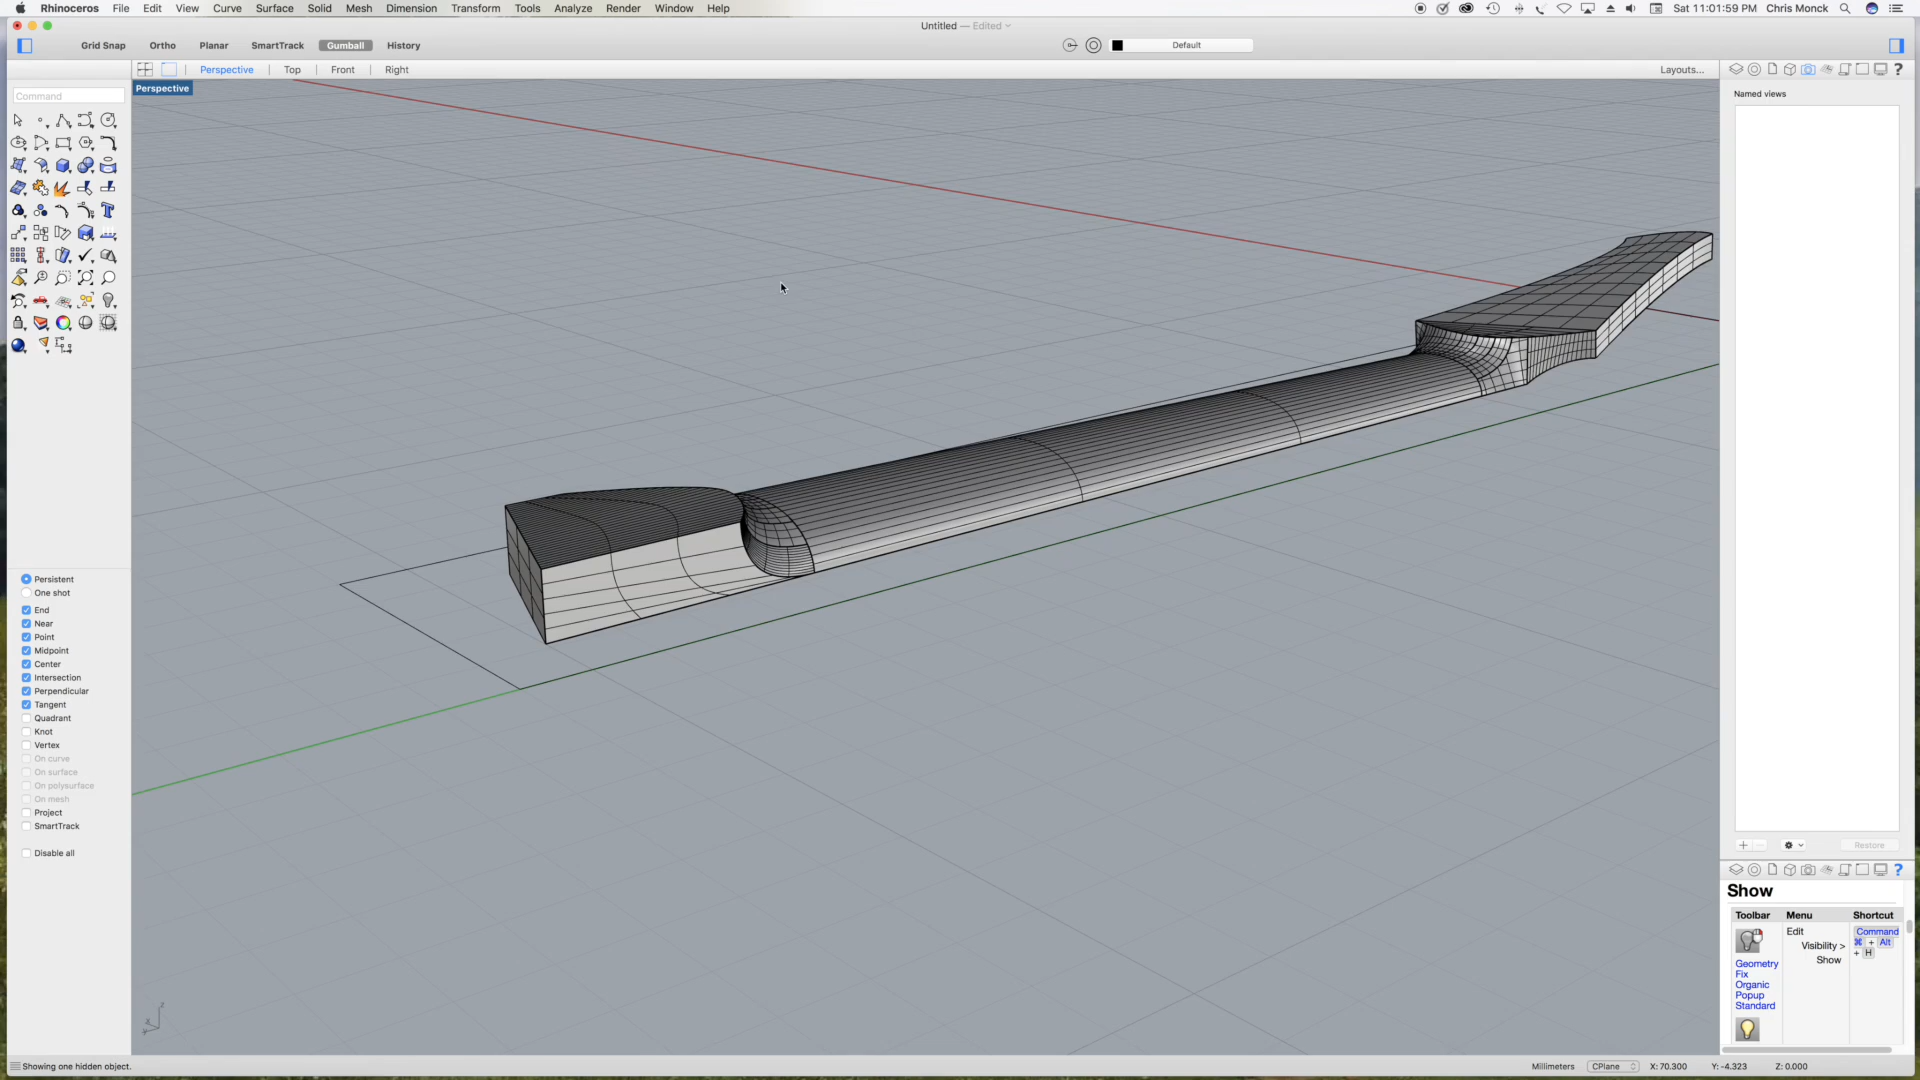 Rhinoceros File Edit View Curve Surface Solid Mesh Dimension Transform Tools Analyze Render Window Help Sat 11:01:59 PM Chris Monck
Untitled — Edited
Grid Snap Ortho Planar SmartTrack Gumball History Default
Perspective Top Front Right Layouts...
Perspective
Command
Named views
Persistent
One shot
End
Near
Point
Midpoint
Center
Intersection
Perpendicular
Tangent
Quadrant
Knot
Vertex
On curve
On surface
On polysurface
On mesh
Project
SmartTrack
Disable all
z
x
y
Restore
Show
Toolbar Menu Shortcut
Edit Command
Visibility > ⌘ + Alt
Show + H
Geometry
Fix
Organic
Popup
Standard
Showing one hidden object. Millimeters CPlane X: 70.300 Y: -4.323 Z: 0.000